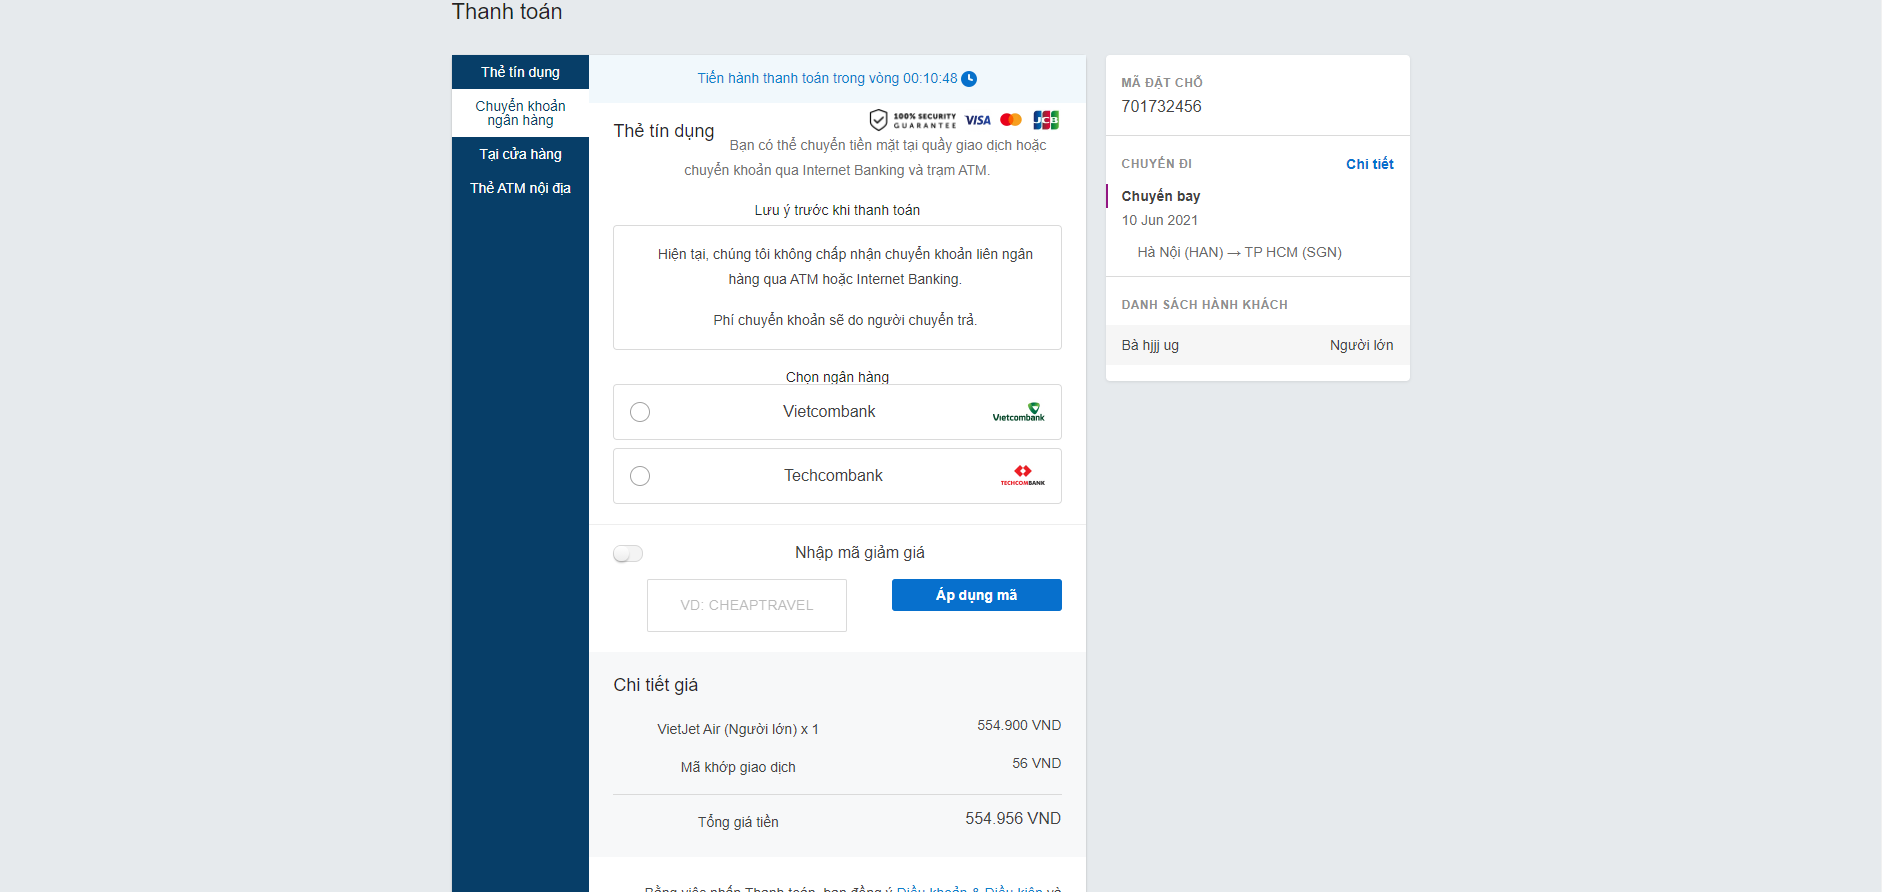 Thanh toán
Thẻ tín dụng
Chuyển khoản
ngân hàng
Tại cửa hàng
Thẻ ATM nội địa
Tiến hành thanh toán trong vòng 00:10:48
Thẻ tín dụng
100% SECURITY
GUARANTEE
VISA
JCB
Bạn có thể chuyển tiền mặt tại quầy giao dịch hoặc
chuyển khoản qua Internet Banking và trạm ATM.
Lưu ý trước khi thanh toán
Hiện tại, chúng tôi không chấp nhận chuyển khoản liên ngân
hàng qua ATM hoặc Internet Banking.
Phí chuyển khoản sẽ do người chuyển trả.
Chọn ngân hàng
Vietcombank
Vietcombank
Techcombank
TECHCOMBANK
Nhập mã giảm giá
VD: CHEAPTRAVEL
Áp dụng mã
Chi tiết giá
VietJet Air (Người lớn) x 1
554.900 VND
Mã khớp giao dịch
56 VND
Tổng giá tiền
554.956 VND
Bằng việc nhấn Thanh toán, bạn đồng ý Điều khoản & Điều kiện và
MÃ ĐẶT CHỖ
701732456
CHUYẾN ĐI
Chi tiết
Chuyến bay
10 Jun 2021
Hà Nội (HAN) → TP HCM (SGN)
DANH SÁCH HÀNH KHÁCH
Bà hjjj ug
Người lớn